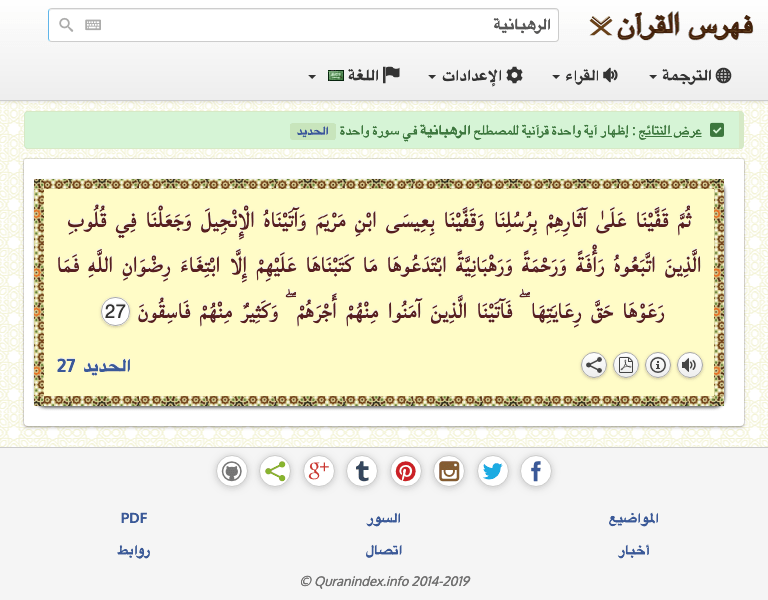 فهرس القرآن
الرهبانية
الترجمة القراء الإعدادات اللغة
عرض النتائج : إظهار آية واحدة قرآنية للمصطلح الرهبانية في سورة واحدة الحديد
ثُمَّ قَفَّيْنَا عَلَىٰ آثَارِهِمْ بِرُسُلِنَا وَقَفَّيْنَا بِعِيسَى ابْنِ مَرْيَمَ وَآتَيْنَاهُ الْإِنْجِيلَ وَجَعَلْنَا فِي قُلُوبِ
الَّذِينَ اتَّبَعُوهُ رَأْفَةً وَرَحْمَةً وَرَهْبَانِيَّةً ابْتَدَعُوهَا مَا كَتَبْنَاهَا عَلَيْهِمْ إِلَّا ابْتِغَاءَ رِضْوَانِ اللَّهِ فَمَا
رَعَوْهَا حَقَّ رِعَايَتِهَا ۖ فَآتَيْنَا الَّذِينَ آمَنُوا مِنْهُمْ أَجْرَهُمْ ۖ وَكَثِيرٌ مِنْهُمْ فَاسِقُونَ 27
الحديد 27
المواضيع السور PDF
أخبار اتصال روابط
© Quranindex.info 2014-2019